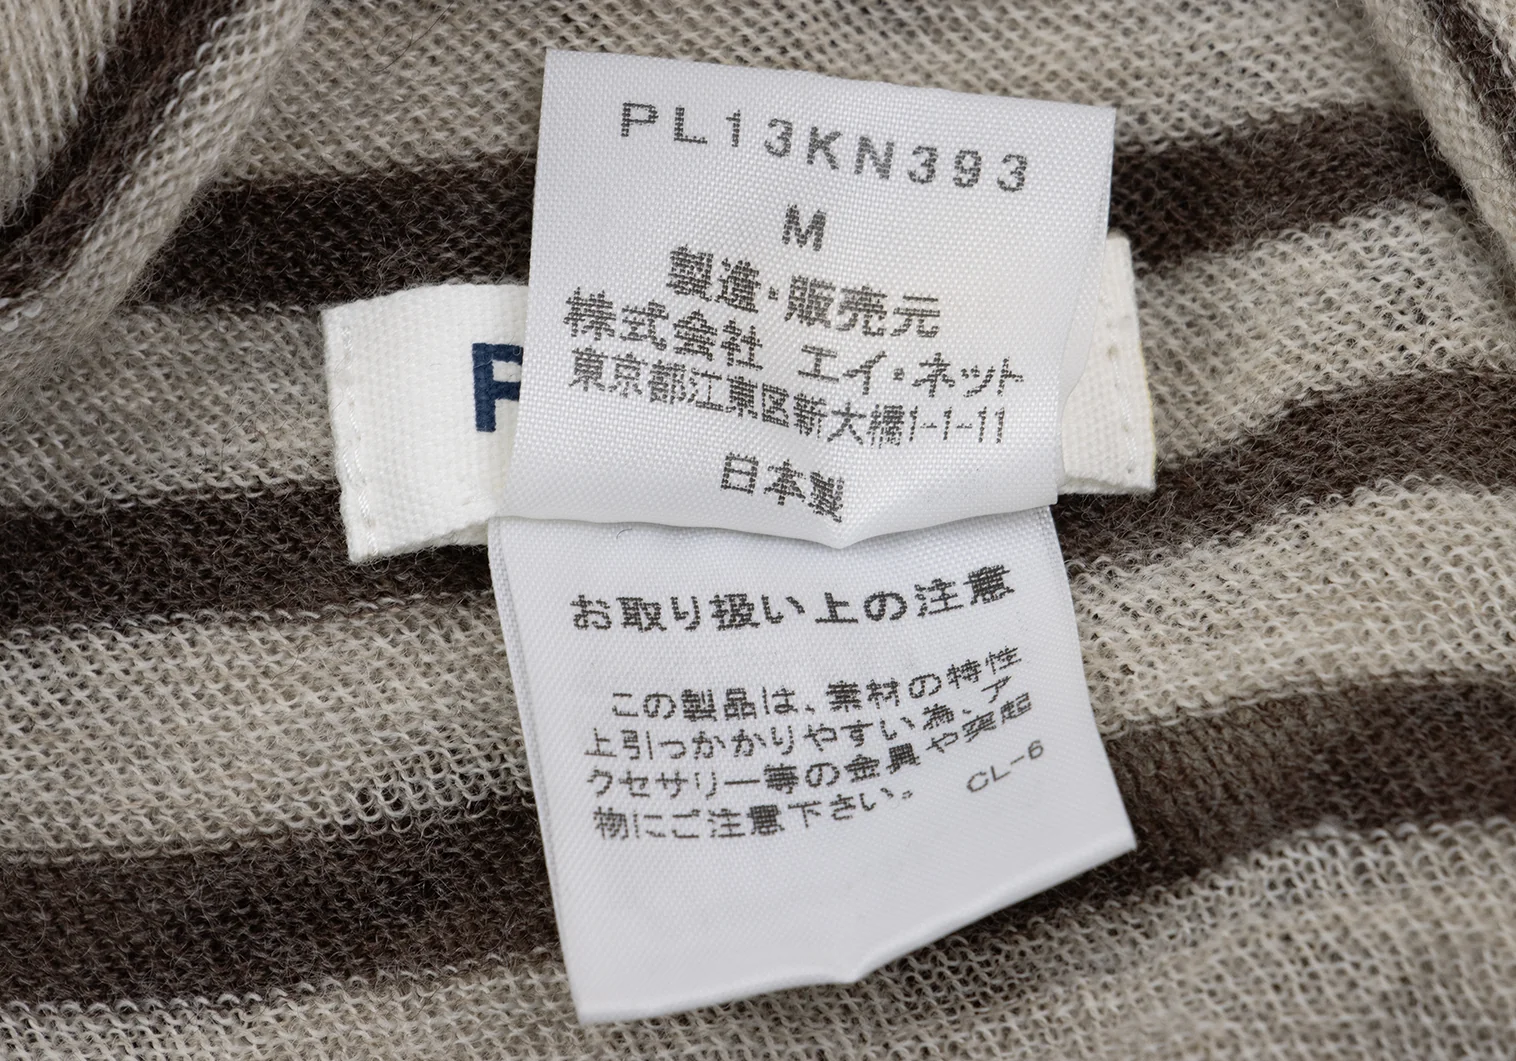 PL13KN393
M
製造・販売元
株式会社 エイ・ネット
東京都江東区新大橋1-1-11
日本製
お取り扱い上の注意
この製品は、素材の特性
上引っかかりやすい為、ア
クセサリー等の金具や突起
物にご注意下さい。 CL-6